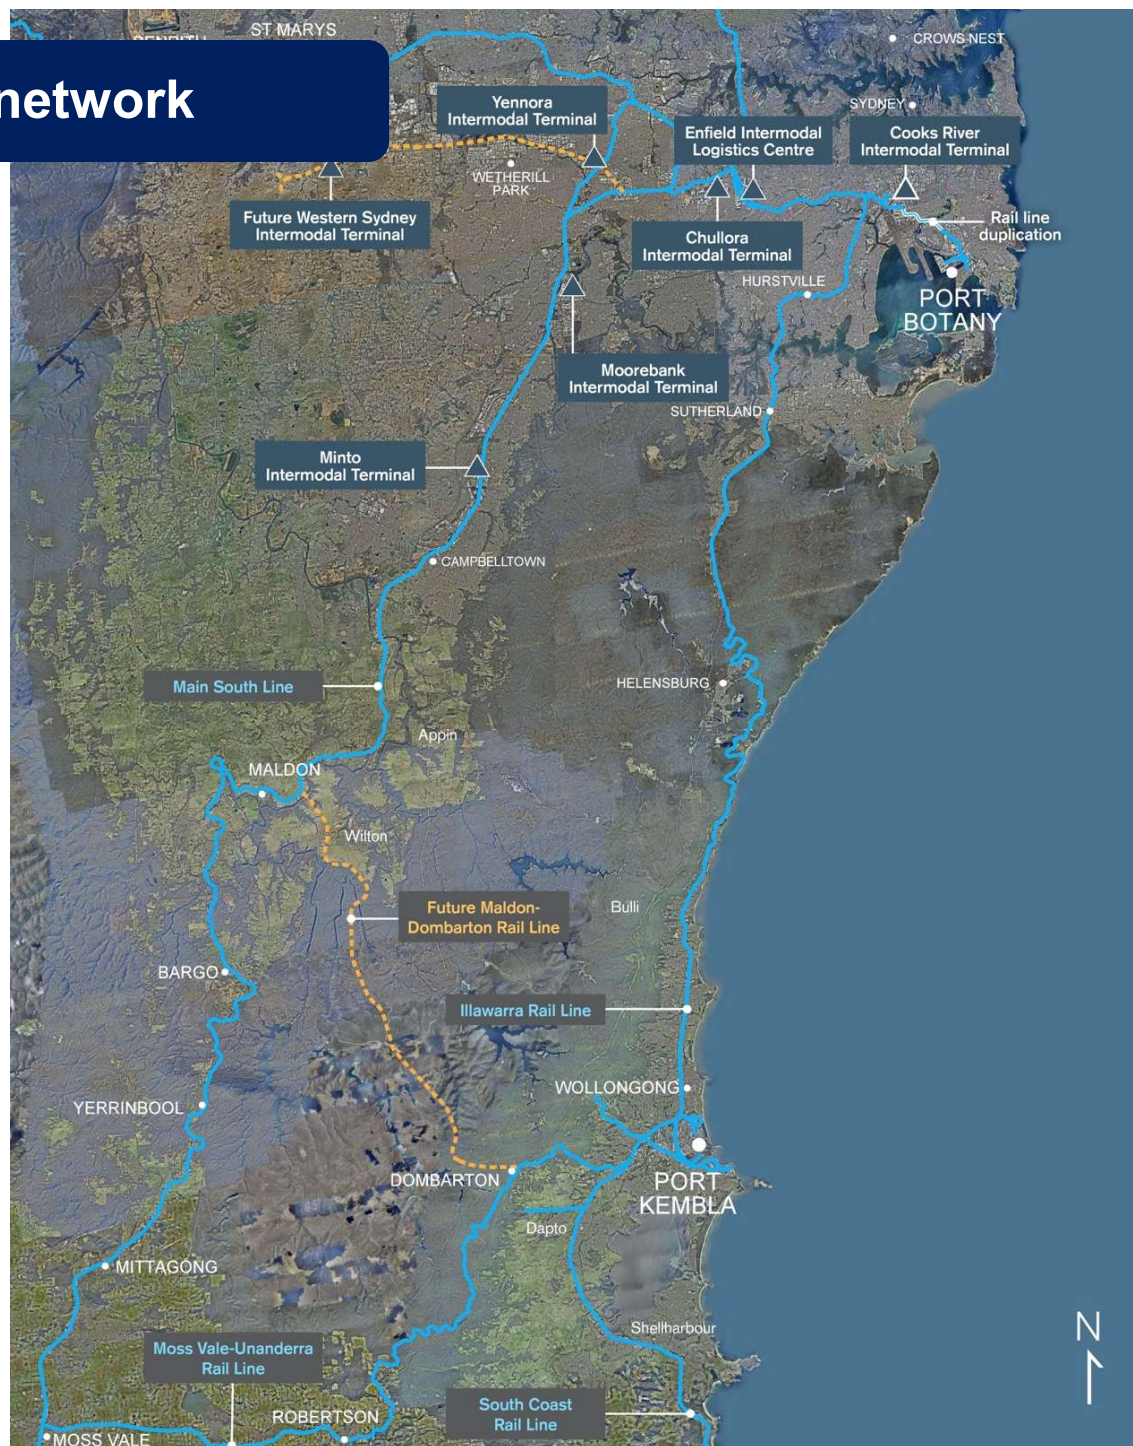 ST MARYS
CROWS NEST
network
Yennora
Intermodal Terminal
SYDNEY
Enfield Intermodal
Logistics Centre
Cooks River
Intermodal Terminal
WETHERILL
PARK
Future Western Sydney
Intermodal Terminal
Chullora
Intermodal Terminal
Rail line
duplication
HURSTVILLE
PORT
BOTANY
Moorebank
Intermodal Terminal
SUTHERLAND
Minto
Intermodal Terminal
CAMPBELLTOWN
Main South Line
HELENSBURG
Appin
MALDON
Wilton
Future Maldon-
Dombarton Rail Line
Bulli
BARGO
Illawarra Rail Line
WOLLONGONG
YERRINBOOL
DOMBARTON
PORT
KEMBLA
Dapto
MITTAGONG
Shellharbour
N
Moss Vale-Unanderra
Rail Line
South Coast
Rail Line
ROBERTSON
MOSS VALE